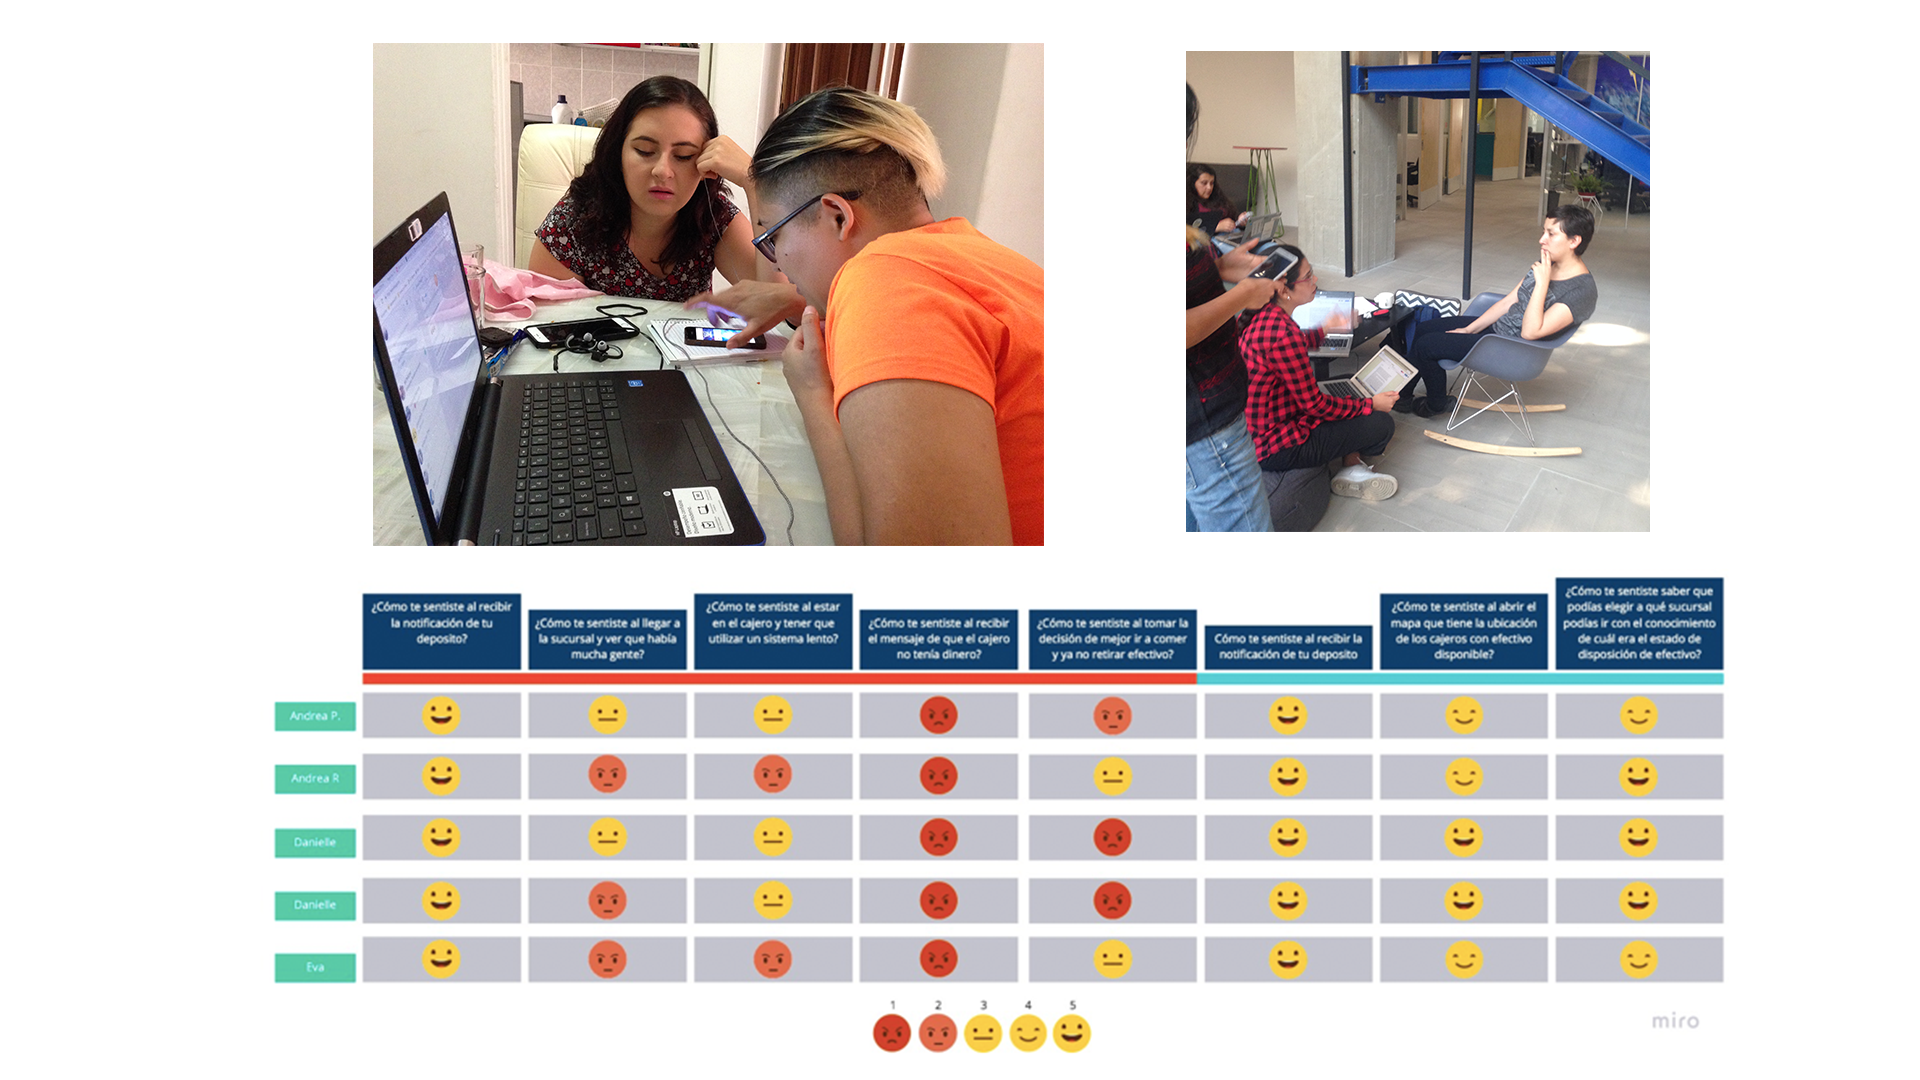 ¿Cómo te sentiste al recibir
la notificación de tu
deposito?
¿Cómo te sentiste al llegar a
la sucursal y ver que había
mucha gente?
¿Cómo te sentiste al estar
en el cajero y tener que
utilizar un sistema lento?
¿Cómo te sentiste al recibir
el mensaje de que el cajero
no tenía dinero?
¿Cómo te sentiste al tomar la
decisión de mejor ir a comer
y ya no retirar efectivo?
Cómo te sentiste al recibir la
notificación de tu deposito
¿Cómo te sentiste al abrir el
mapa que tiene la ubicación
de los cajeros con efectivo
disponible?
¿Cómo te sentiste saber que
podías elegir a qué sucursal
podías ir con el conocimiento
de cuál era el estado de
disposición de efectivo?
Andrea P.
Andrea R
Danielle
Danielle
Eva
1 2 3 4 5
miro